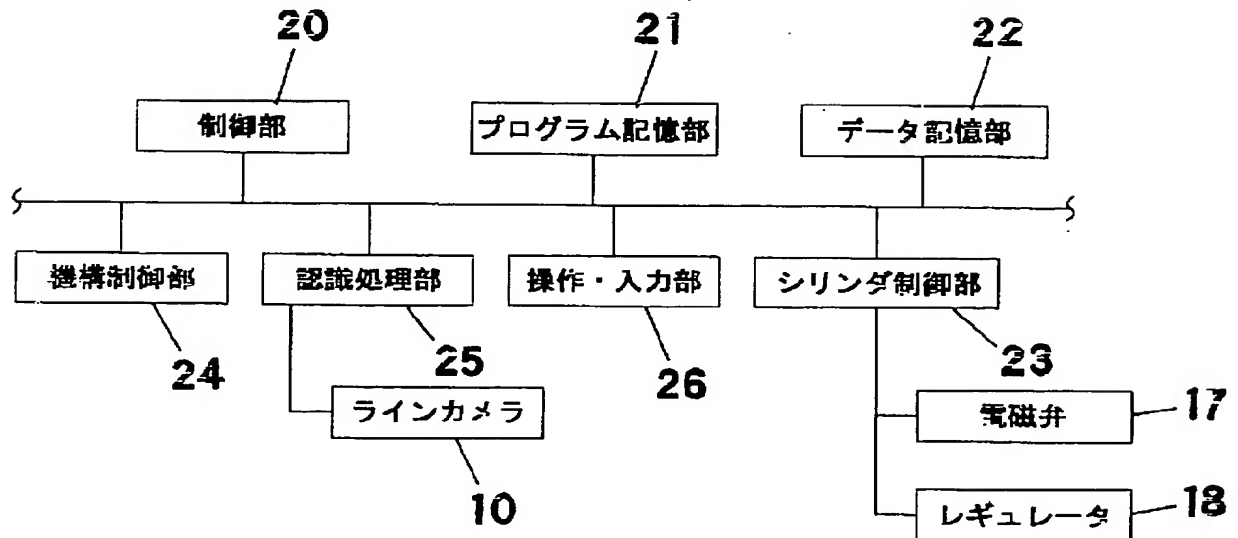 20
21
22
制御部
プログラム記憶部
データ記憶部
機構制御部
認識処理部
操作・入力部
シリンダ制御部
24
25
26
23
ラインカメラ
電磁弁
17
10
レギュレータ
18